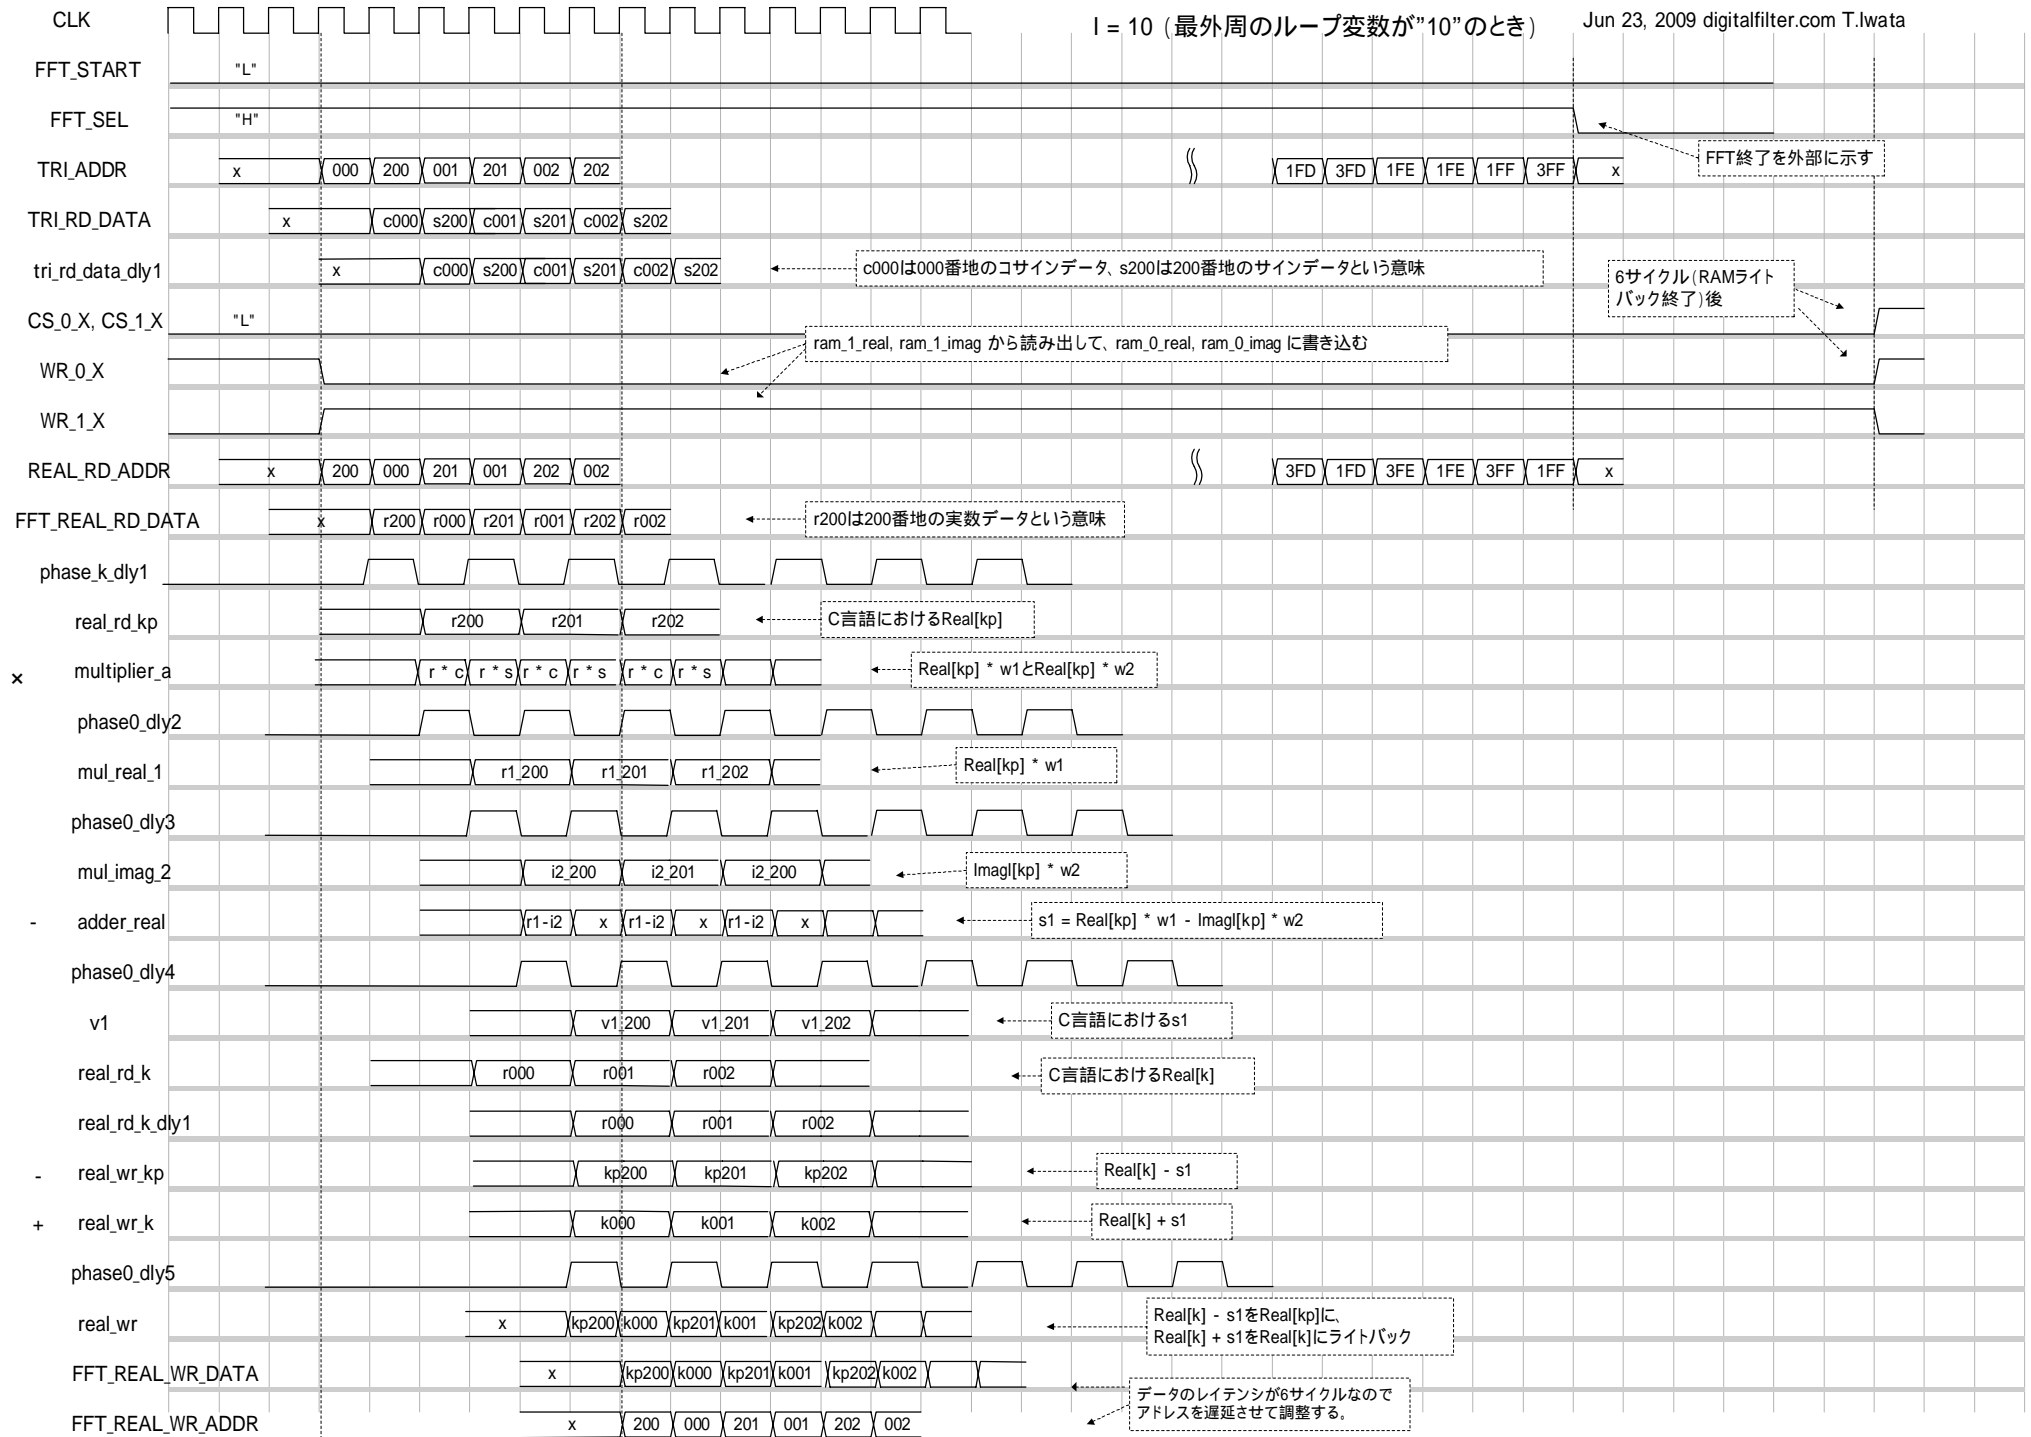 CLK
I = 10 (最外周のループ変数が”10”のとき)
Jun 23, 2009 digitalfilter.com T.Iwata
FFT_START "L"
FFT_SEL "H"
FFT終了を外部に示す
TRI_ADDR x 000 200 001 201 002 202 1FD 3FD 1FE 1FE 1FF 3FF x
TRI_RD_DATA x c000 s200 c001 s201 c002 s202
tri_rd_data_dly1 x c000 s200 c001 s201 c002 s202
c000は000番地のコサインデータ、s200は200番地のサインデータという意味
6サイクル(RAMライト
バック終了)後
CS_0_X, CS_1_X "L"
ram_1_real, ram_1_imag から読み出して、ram_0_real, ram_0_imag に書き込む
WR_0_X
WR_1_X
REAL_RD_ADDR x 200 000 201 001 202 002 3FD 1FD 3FE 1FE 3FF 1FF x
FFT_REAL_RD_DATA x r200 r000 r201 r001 r202 r002
r200は200番地の実数データという意味
phase_k_dly1
real_rd_kp r200 r201 r202
C言語におけるReal[kp]
× multiplier_a r * c r * s r * c r * s r * c r * s
Real[kp] * w1とReal[kp] * w2
phase0_dly2
mul_real_1 r1_200 r1_201 r1_202
Real[kp] * w1
phase0_dly3
mul_imag_2 i2_200 i2_201 i2_200
ImagI[kp] * w2
- adder_real r1-i2 x r1-i2 x r1-i2 x
s1 = Real[kp] * w1 - ImagI[kp] * w2
phase0_dly4
v1 v1_200 v1_201 v1_202
C言語におけるs1
real_rd_k r000 r001 r002
C言語におけるReal[k]
real_rd_k_dly1 r000 r001 r002
- real_wr_kp kp200 kp201 kp202
Real[k] - s1
+ real_wr_k k000 k001 k002
Real[k] + s1
phase0_dly5
real_wr x kp200 k000 kp201 k001 kp202 k002
Real[k] - s1をReal[kp]に、
Real[k] + s1をReal[k]にライトバック
FFT_REAL_WR_DATA x kp200 k000 kp201 k001 kp202 k002
データのレイテンシが6サイクルなので
アドレスを遅延させて調整する。
FFT_REAL_WR_ADDR x 200 000 201 001 202 002